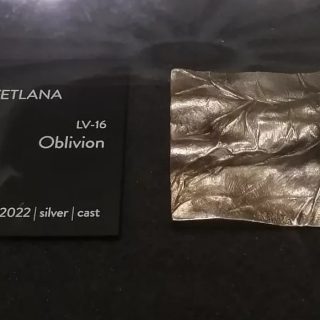 ETLANA
LV-16
Oblivion
2022 | silver | cast